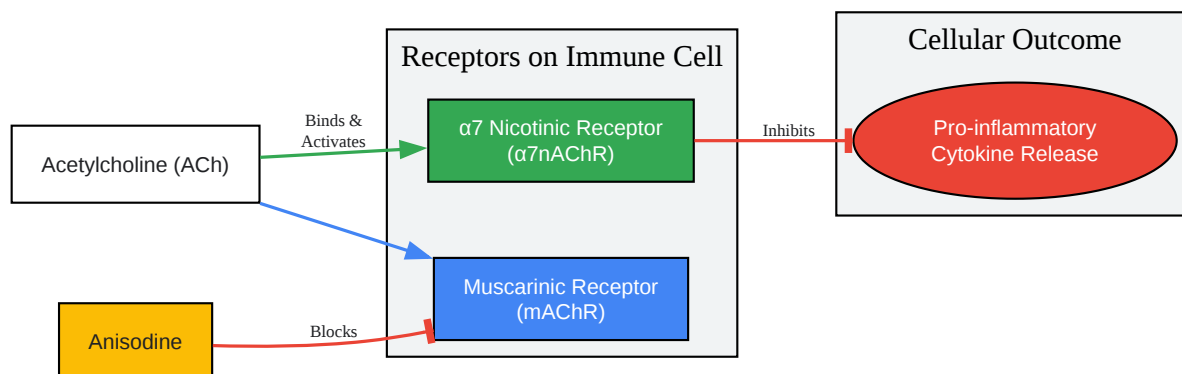 Receptors on Immune Cell
Cellular Outcome
Acetylcholine (ACh)
Binds &
Activates
α7 Nicotinic Receptor
(α7nAChR)
Inhibits
Pro-inflammatory
Cytokine Release
Muscarinic Receptor
(mAChR)
Anisodine
Blocks